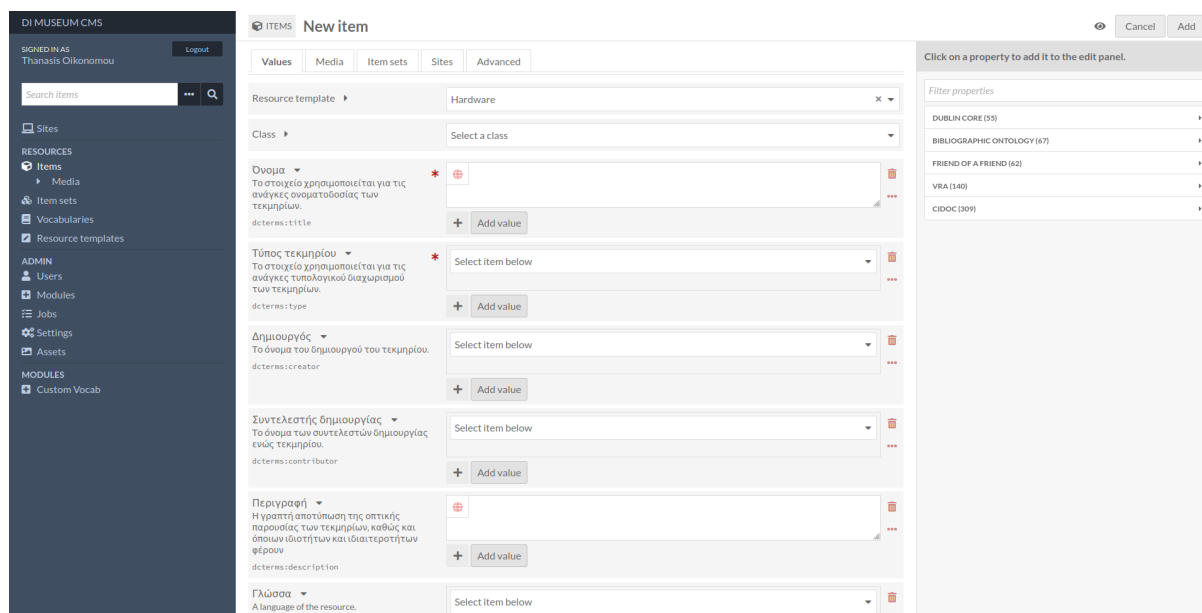 DI MUSEUM CMS
SIGNED IN AS
Thanasis Oikonomou
Logout
Search items
Sites
RESOURCES
Items
Media
Item sets
Vocabularies
Resource templates
ADMIN
Users
Modules
Jobs
Settings
Assets
MODULES
Custom Vocab
ITEMS New item
Cancel Add
Values Media Item sets Sites Advanced
Resource template
Hardware
Class
Select a class
Όνομα
Το στοιχείο χρησιμοποιείται για τις
ανάγκες ονοματοδοσίας των
τεκμηρίων.
dcterms:title
+ Add value
Τύπος τεκμηρίου
Το στοιχείο χρησιμοποιείται για τις
ανάγκες τυπολογικού διαχωρισμού
των τεκμηρίων.
dcterms:type
Select item below
+ Add value
Δημιουργός
Το όνομα του δημιουργού του τεκμηρίου.
dcterms:creator
Select item below
+ Add value
Συντελεστής δημιουργίας
Το όνομα των συντελεστών δημιουργίας
ενώς τεκμηρίου.
dcterms:contributor
Select item below
+ Add value
Περιγραφή
Η γραπτή αποτύπωση της οπτικής
παρουσίας των τεκμηρίων, καθώς και
όποιων ιδιοτήτων και ιδιαιτεροτήτων
φέρουν
dcterms:description
+ Add value
Γλώσσα
A language of the resource.
Select item below
Click on a property to add it to the edit panel.
Filter properties
DUBLIN CORE (55)
BIBLIOGRAPHIC ONTOLOGY (67)
FRIEND OF A FRIEND (62)
VRA (140)
CIDOC (309)